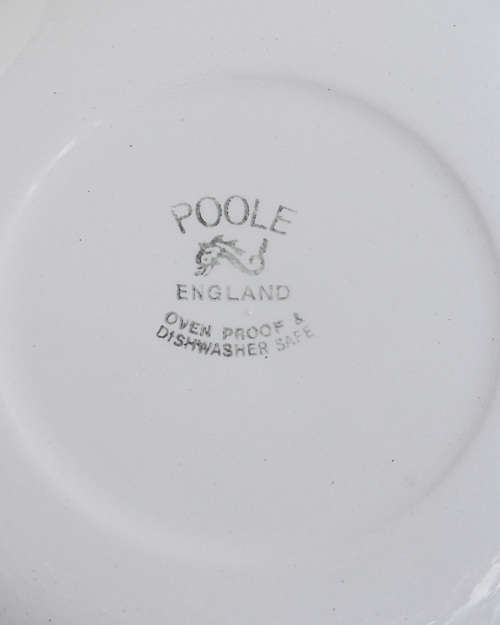 POOLE
ENGLAND
OVEN PROOF &
DISHWASHER SAFE